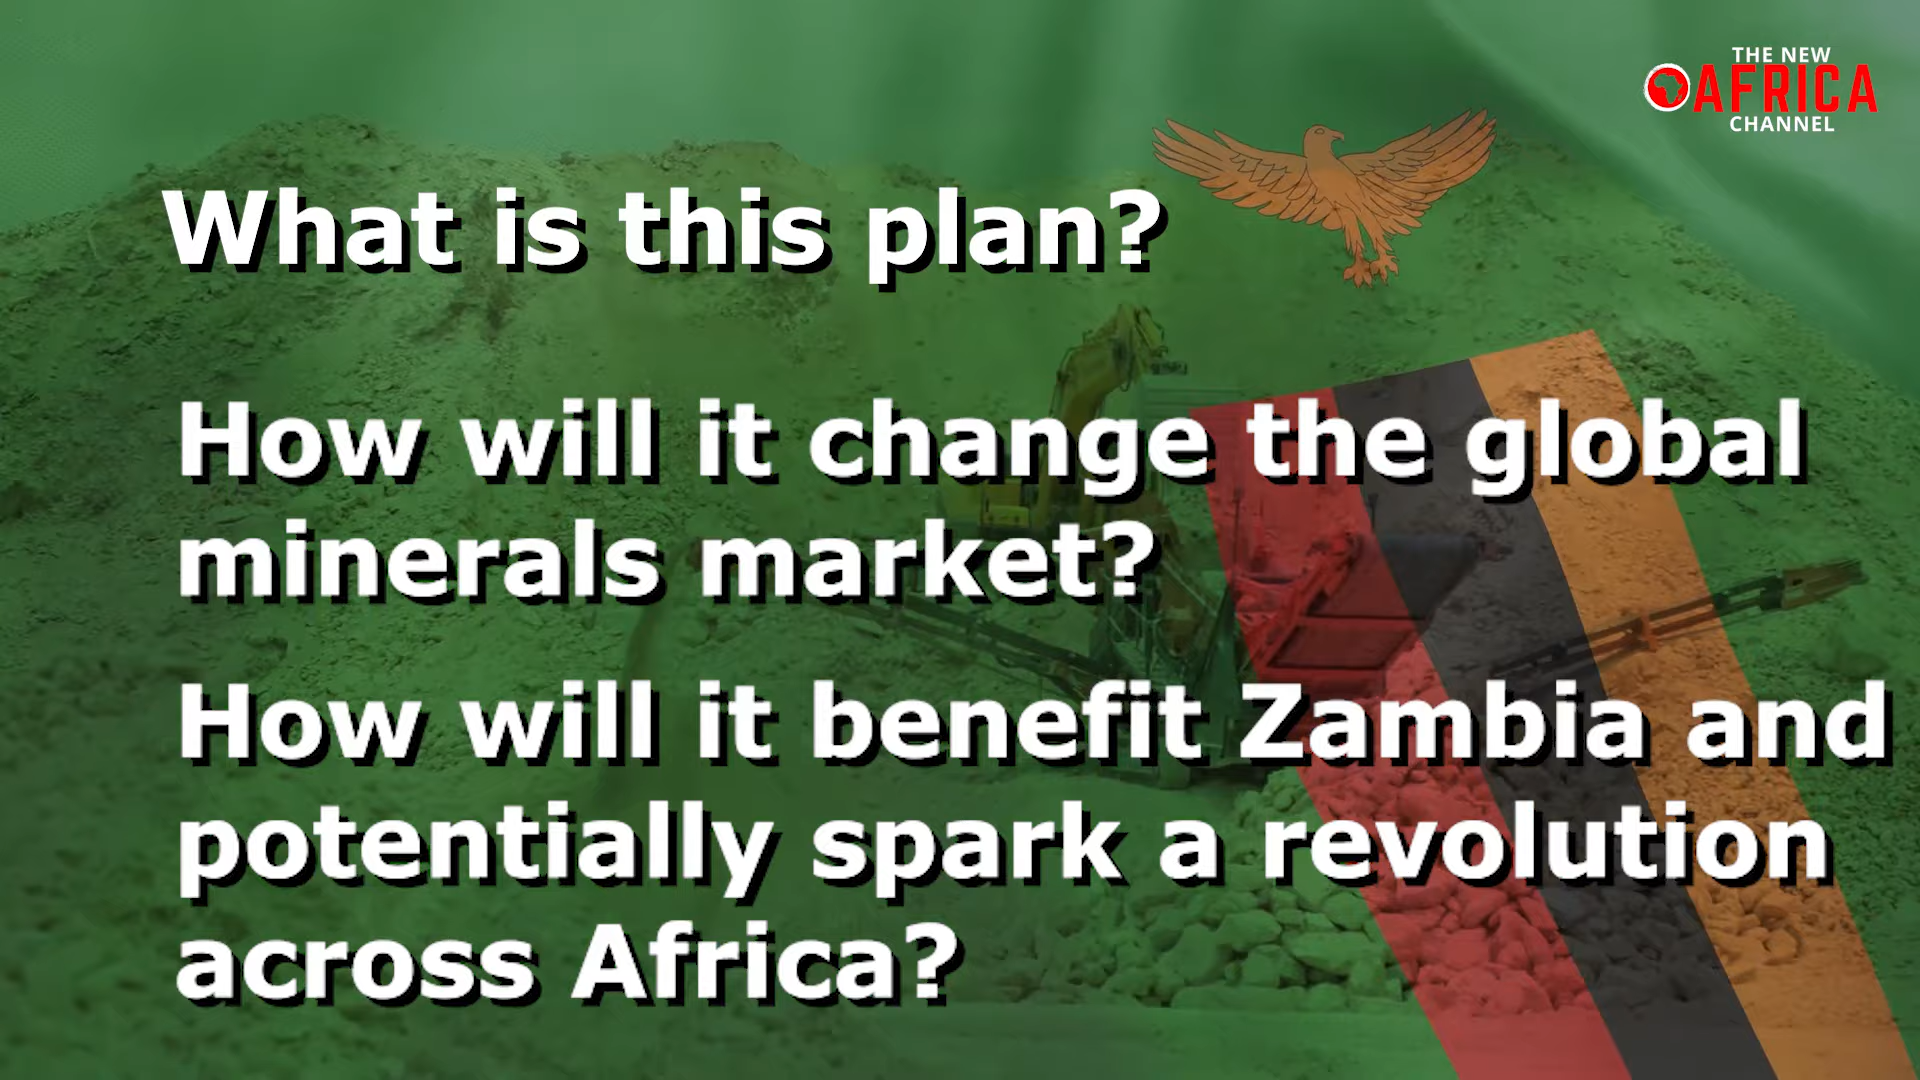 THE NEW
AFRICA
CHANNEL
What is this plan?
How will it change the global
minerals market?
How will it benefit Zambia and
potentially spark a revolution
across Africa?